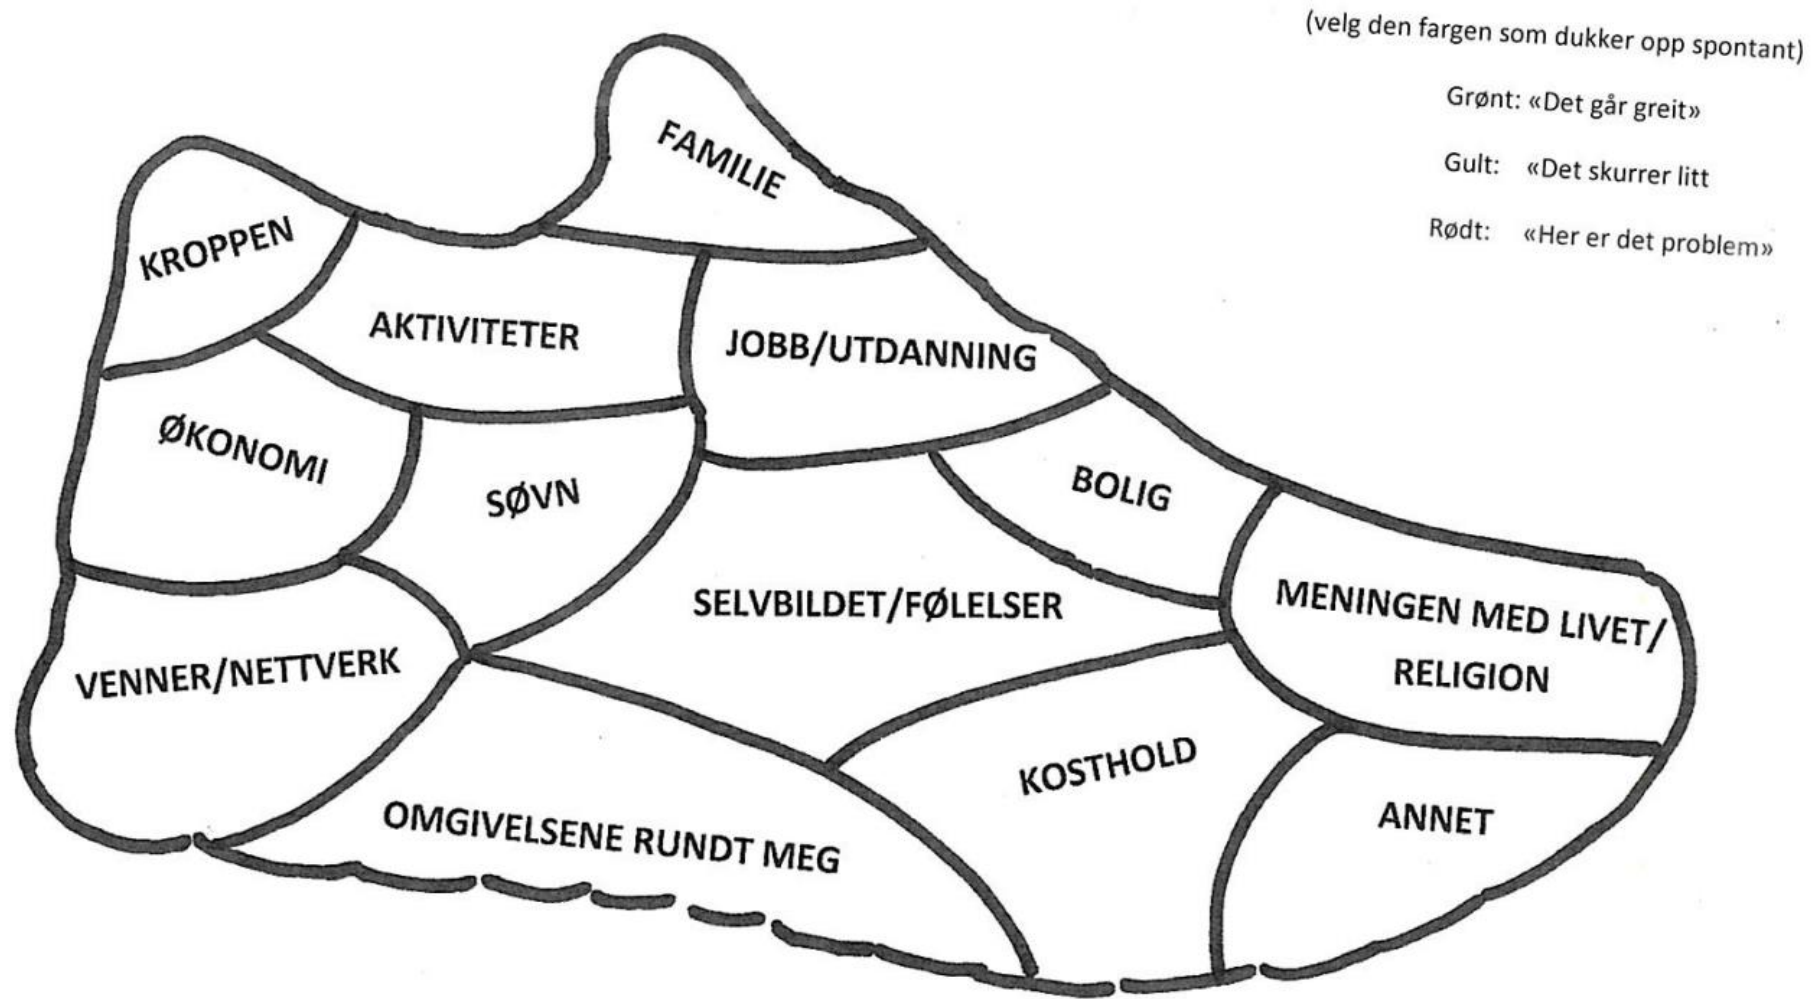 (velg den fargen som dukker opp spontant)
Grønt: «Det går greit»
Gult: «Det skurrer litt
Rødt: «Her er det problem»
FAMILIE
KROPPEN
AKTIVITETER
JOBB/UTDANNING
ØKONOMI
SØVN
BOLIG
SELVBILDET/FØLELSER
MENINGEN MED LIVET/
RELIGION
VENNER/NETTVERK
KOSTHOLD
OMGIVELSENE RUNDT MEG
ANNET